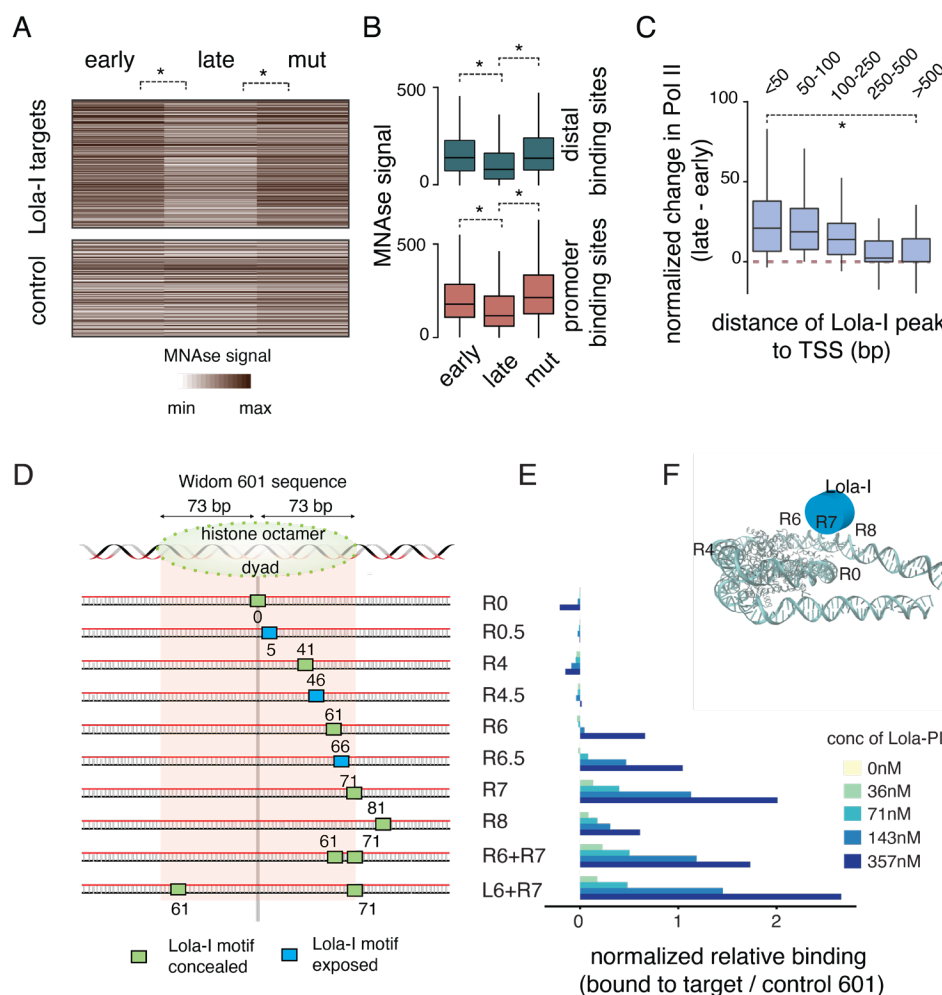 A
early late mut
* *
Lola-I targets
control
MNAse signal
min max
B
* *
500
0
distal
binding sites
MNAse signal
* *
500
0
promoter
binding sites
early late mut
C
<50 50-100 100-250 250-500 >500
*
100
50
0
normalized change in Pol II
(late - early)
distance of Lola-I peak
to TSS (bp)
D
Widom 601 sequence
73 bp 73 bp
histone octamer
dyad
0
5
41
46
61
66
71
81
61 71
61 71
Lola-I motif
concealed
Lola-I motif
exposed
E
R0
R0.5
R4
R4.5
R6
R6.5
R7
R8
R6+R7
L6+R7
0 1 2
normalized relative binding
(bound to target / control 601)
conc of Lola-PI
0nM
36nM
71nM
143nM
357nM
F
Lola-I
R6 R7 R8
R4
R0